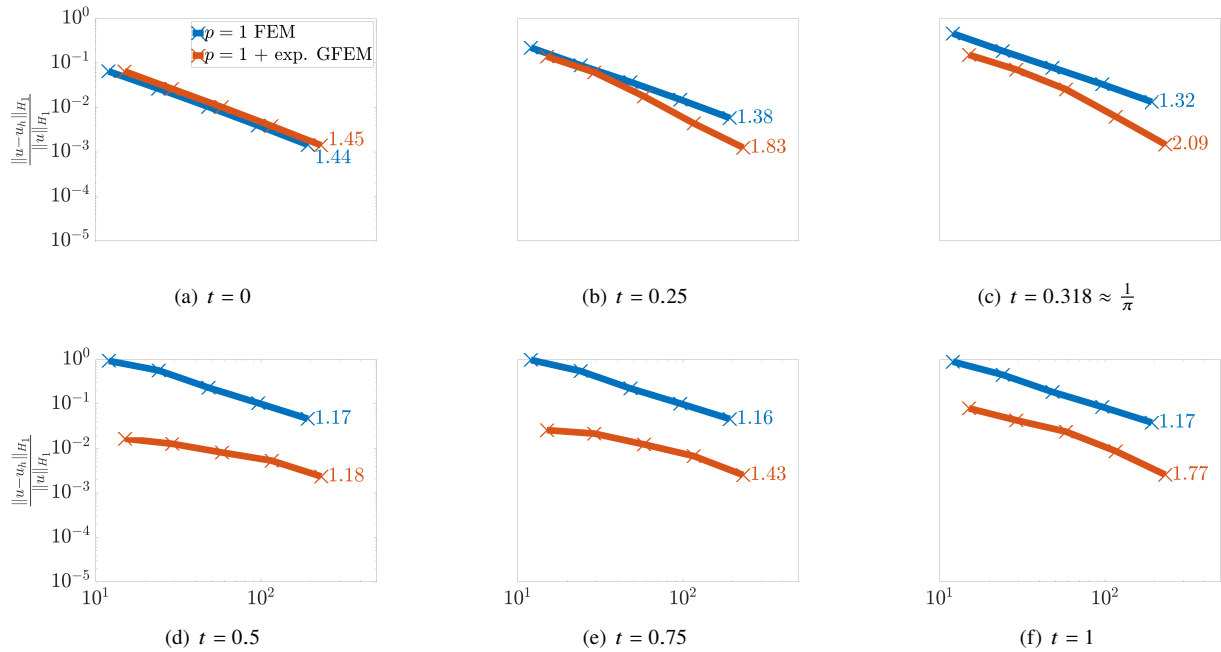 10^0
10^{-1}
10^{-2}
10^{-3}
10^{-4}
10^{-5}
\frac{\|u-u_h\|_{H_1}}{\|u\|_{H_1}}
p = 1 FEM
p = 1 + exp. GFEM
1.45
1.44
(a) t = 0
1.38
1.83
(b) t = 0.25
1.32
2.09
(c) t = 0.318 ≈ \frac{1}{π}
10^0
10^{-1}
10^{-2}
10^{-3}
10^{-4}
10^{-5}
\frac{\|u-u_h\|_{H_1}}{\|u\|_{H_1}}
1.17
1.18
10^1 10^2
(d) t = 0.5
1.16
1.43
10^1 10^2
(e) t = 0.75
1.17
1.77
10^1 10^2
(f) t = 1